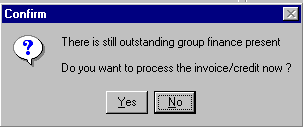 Confirm
There is still outstanding group finance present
Do you want to process the invoice/credit now ?
Yes No